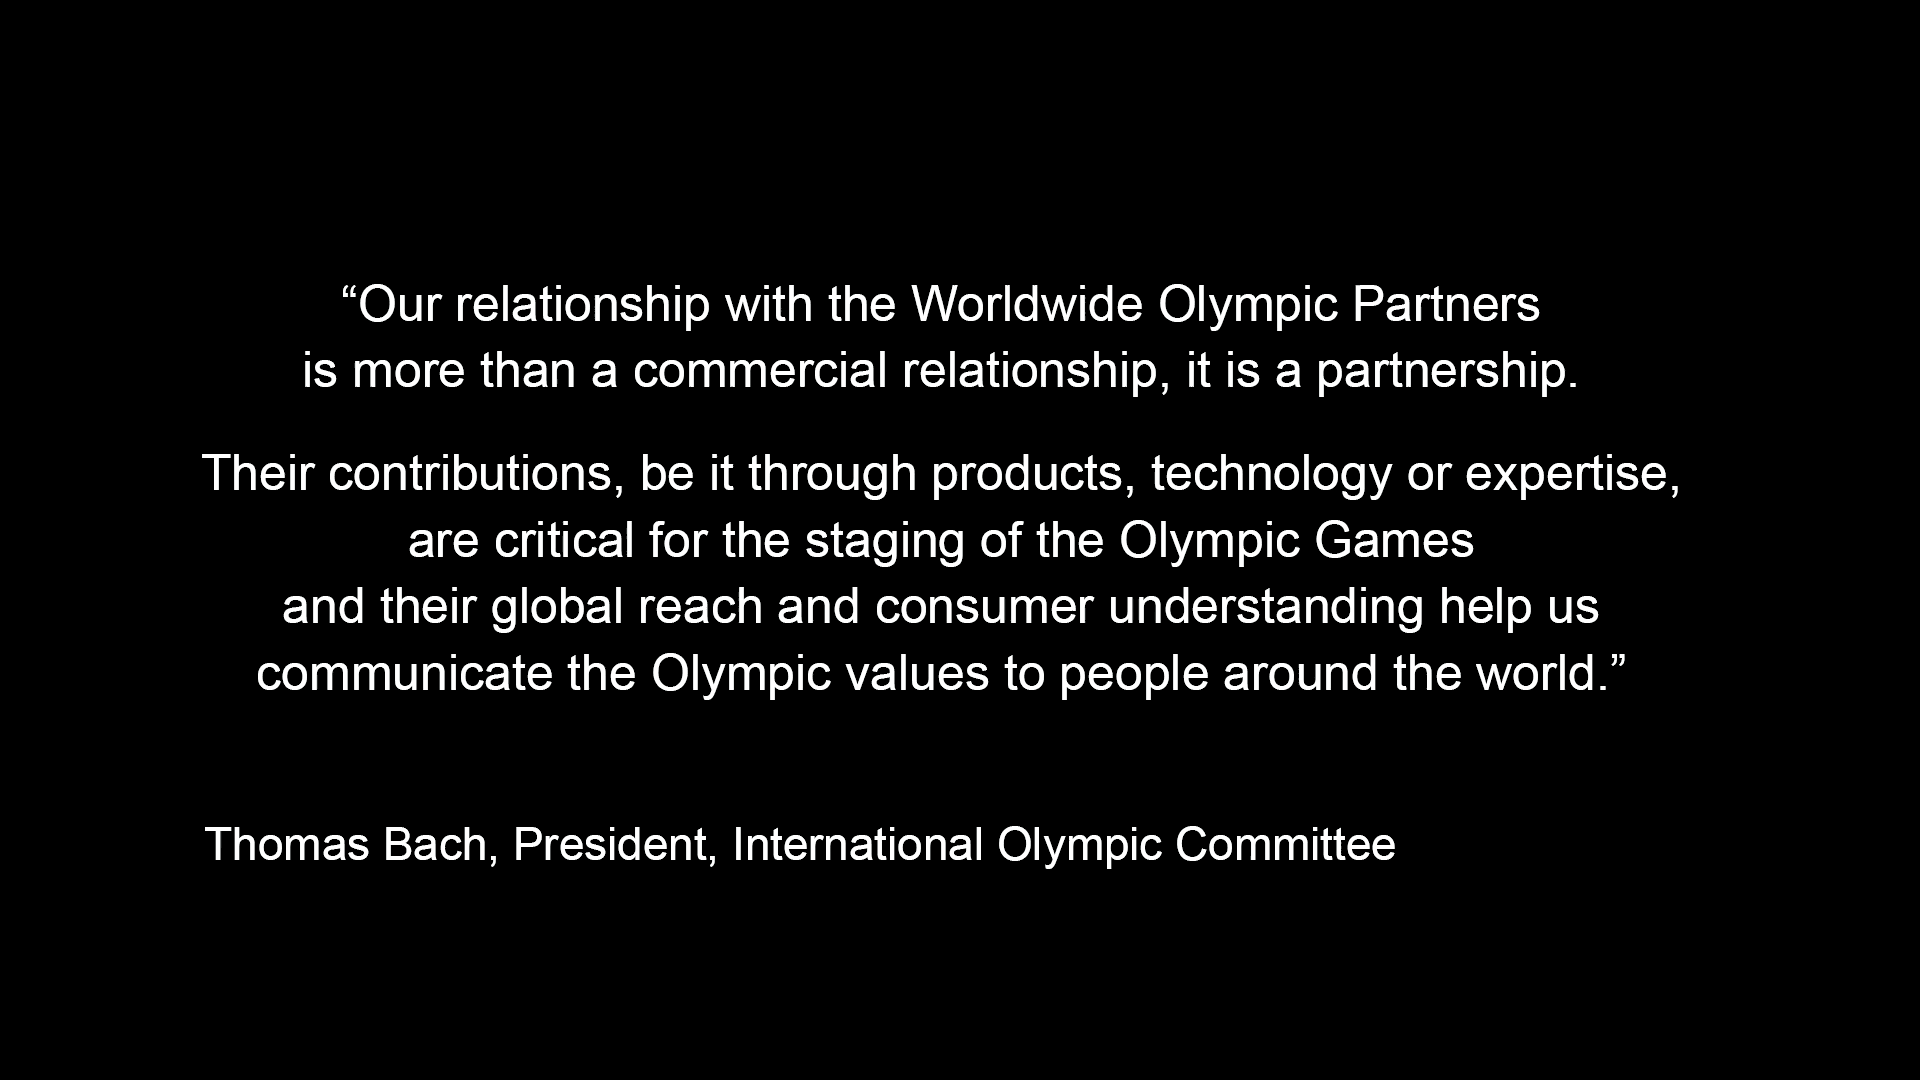 “Our relationship with the Worldwide Olympic Partners
is more than a commercial relationship, it is a partnership.
Their contributions, be it through products, technology or expertise,
are critical for the staging of the Olympic Games
and their global reach and consumer understanding help us
communicate the Olympic values to people around the world.”
Thomas Bach, President, International Olympic Committee